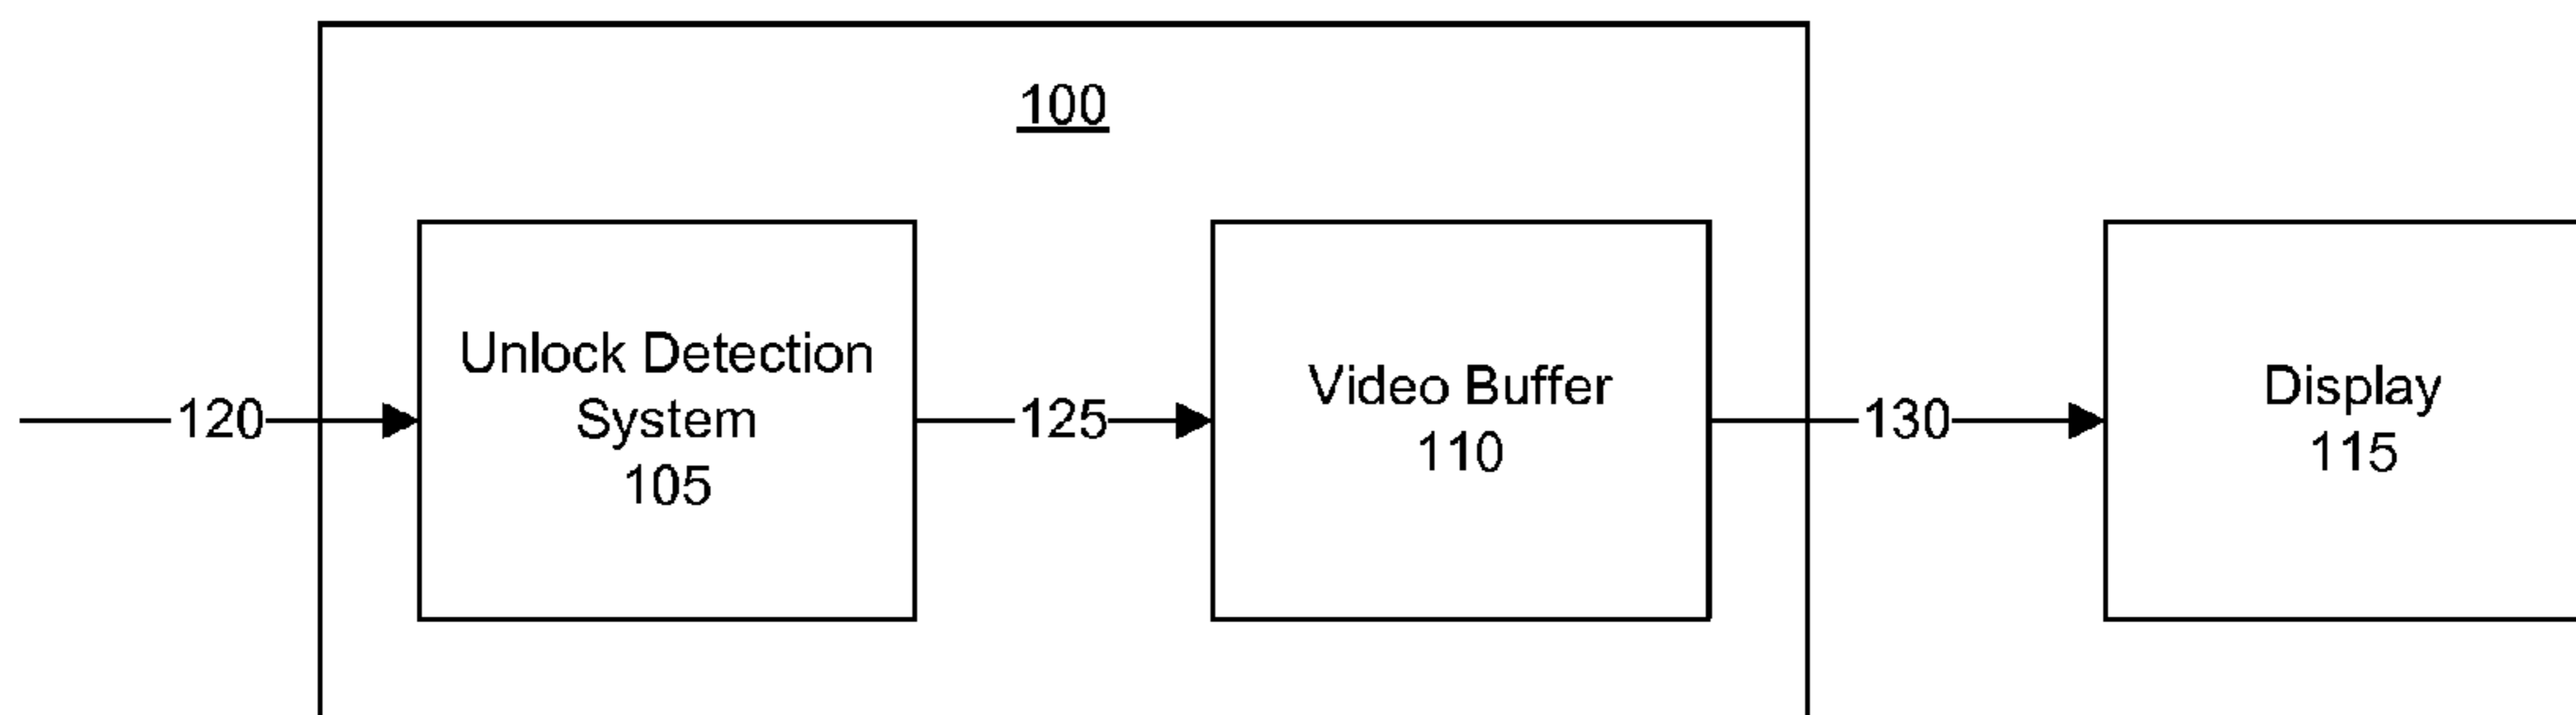 100
120
Unlock Detection
System
105
125
Video Buffer
110
130
Display
115